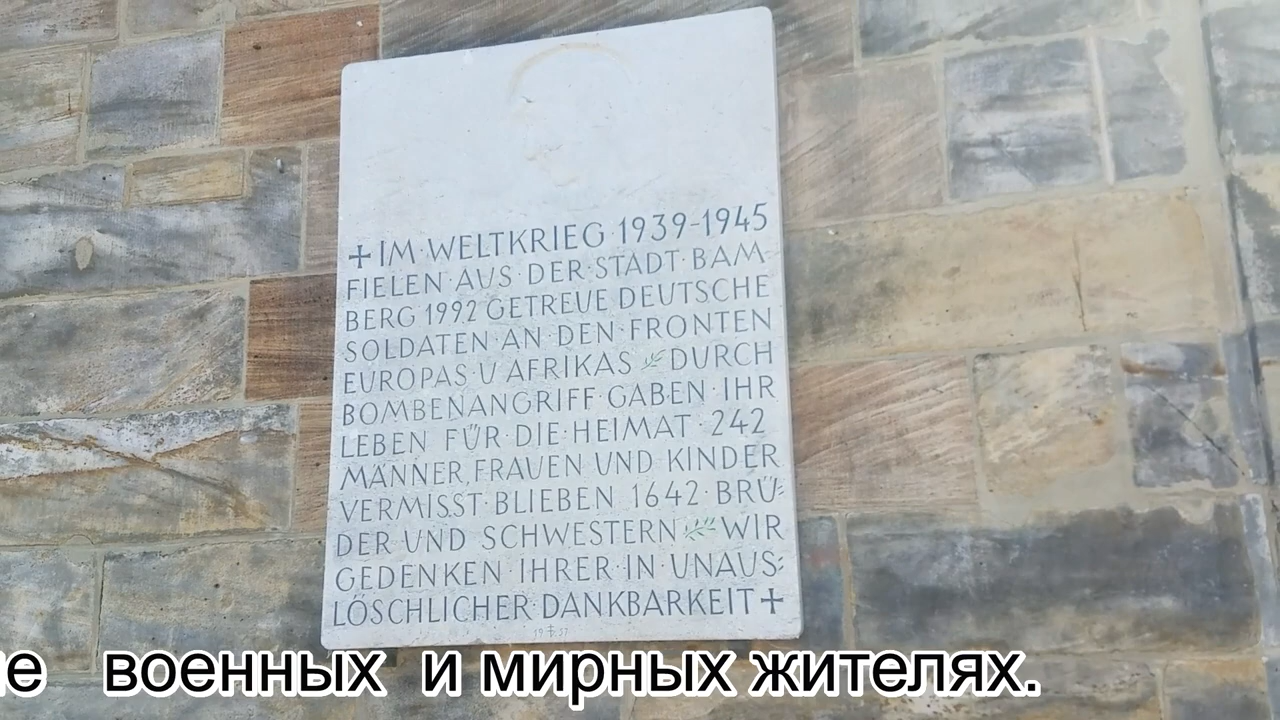 +IM·WELTKRIEG·1939-1945
FIELEN·AUS·DER·STADT·BAM-
BERG 1992 GETREUE DEUTSCHE
SOLDATEN·AN·DEN·FRONTEN
EUROPAS·U AFRIKAS DURCH
BOMBENANGRIFF·GABEN·IHR
LEBEN FÜR·DIE·HEIMAT·242
MÄNNER, FRAUEN UND KINDER
VERMISST·BLIEBEN 1642·BRÜ-
DER·UND SCHWESTERN WIR
GEDENKEN·IHRER·IN·UNAUS-
LÖSCHLICHER·DANKBARKEIT+
военных и мирных жителях.